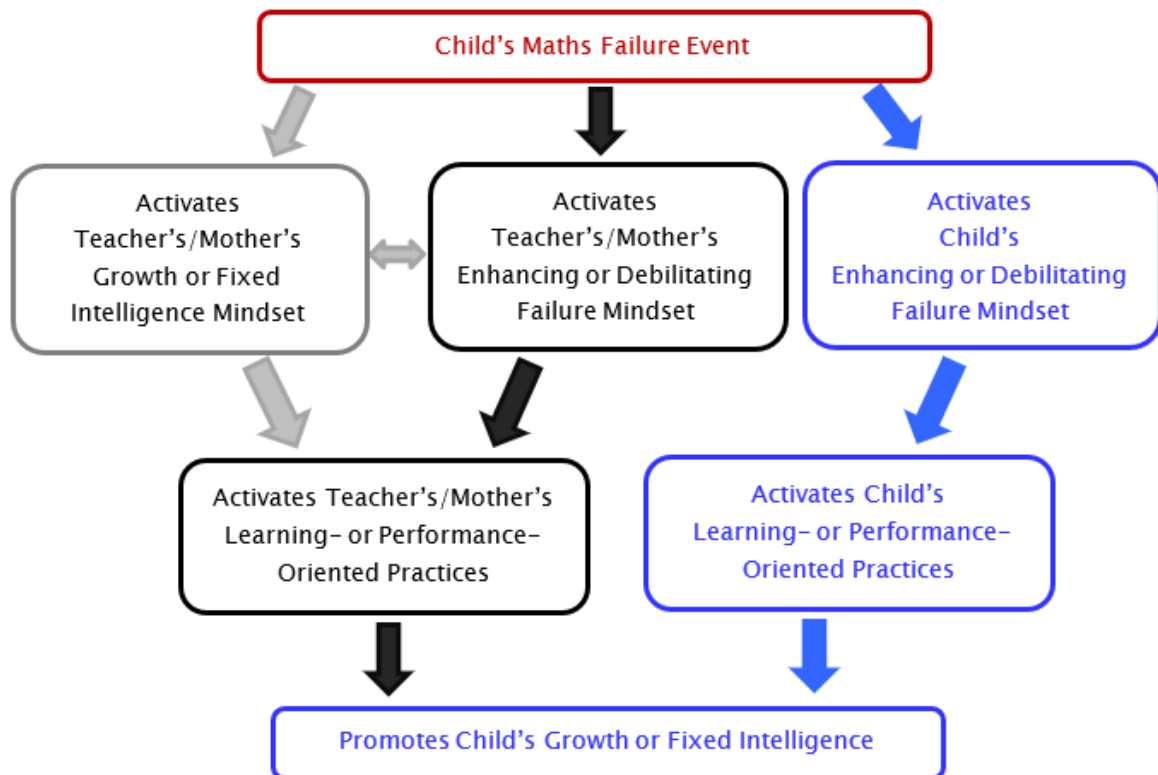 Child's Maths Failure Event
Activates
Teacher's/Mother's
Growth or Fixed
Intelligence Mindset
Activates
Teacher's/Mother's
Enhancing or Debilitating
Failure Mindset
Activates
Child's
Enhancing or Debilitating
Failure Mindset
Activates Teacher's/Mother's
Learning- or Performance-
Oriented Practices
Activates Child's
Learning- or Performance-
Oriented Practices
Promotes Child's Growth or Fixed Intelligence